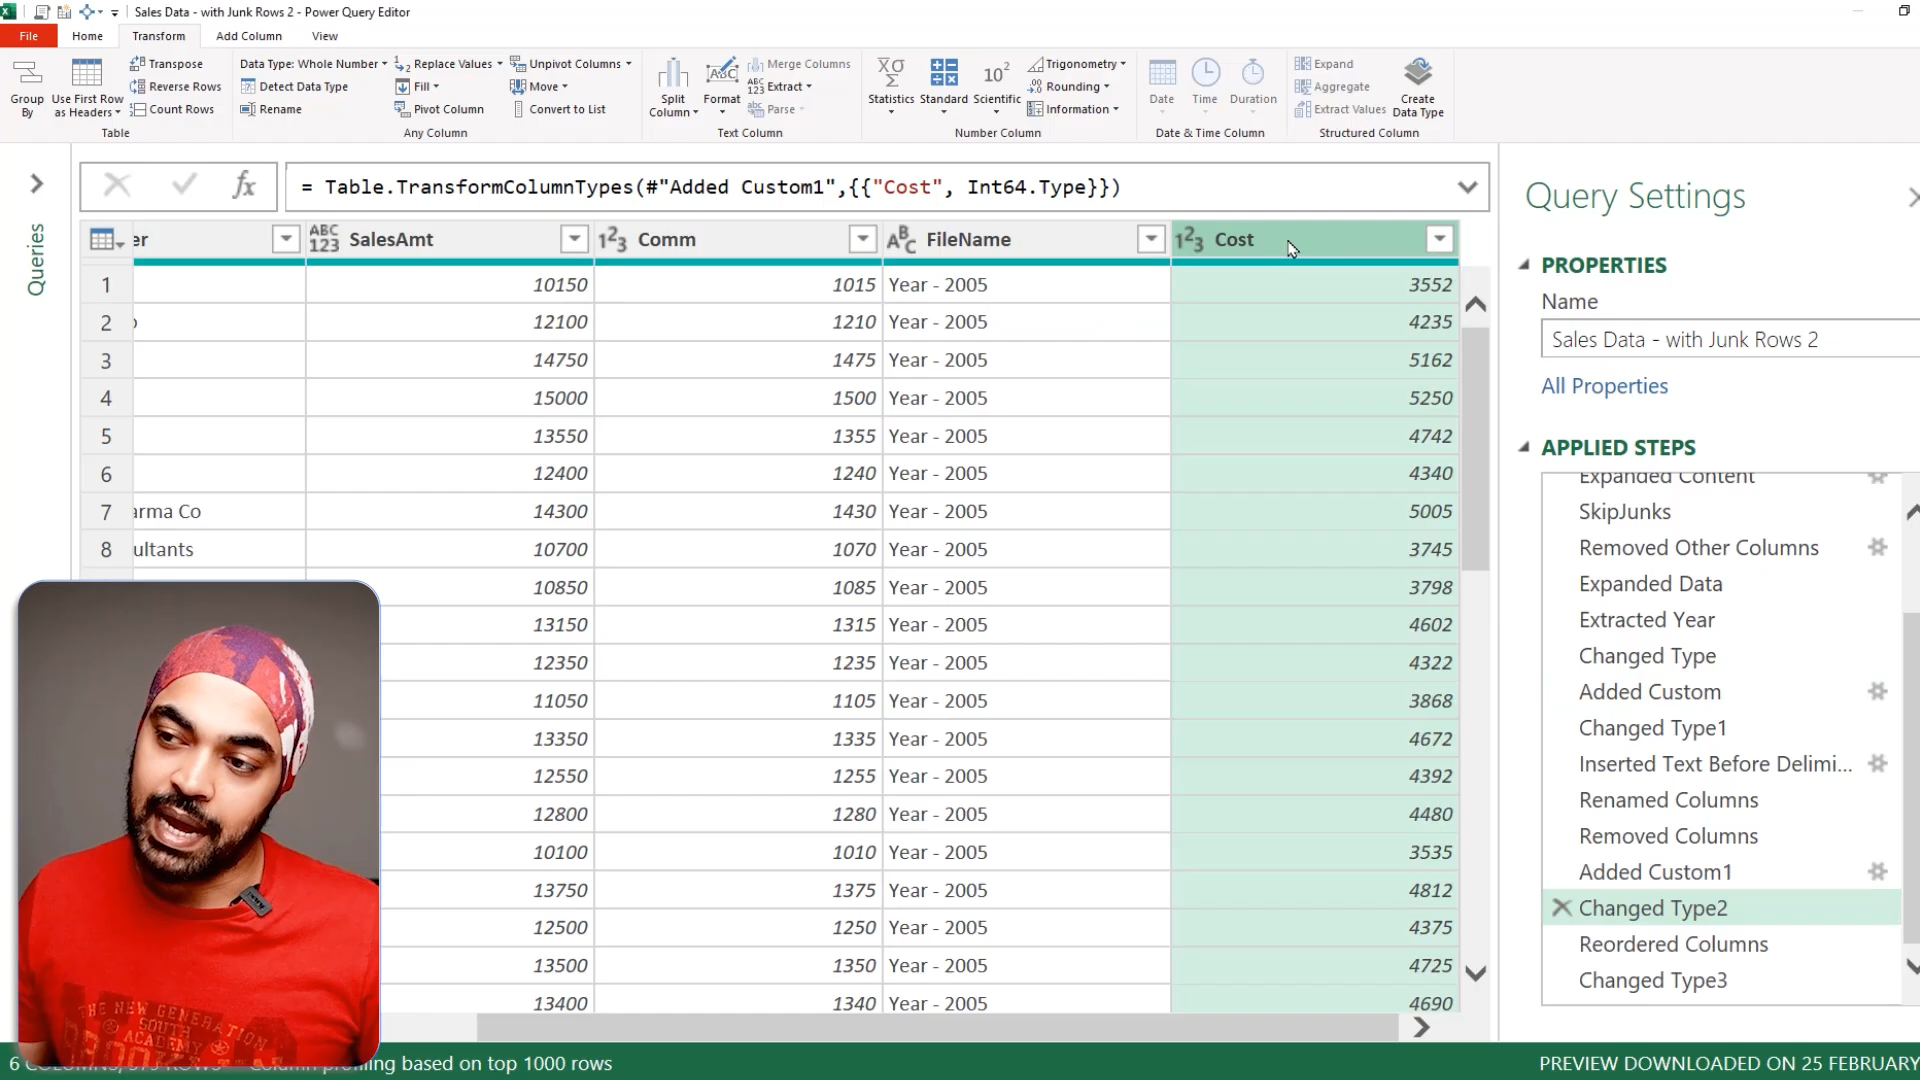 Sales Data - with Junk Rows 2 - Power Query Editor
File Home Transform Add Column View
Group By
Use First Row as Headers
Transpose
Reverse Rows
Count Rows
Table
Data Type: Whole Number
Detect Data Type
Rename
Replace Values
Fill
Pivot Column
Unpivot Columns
Move
Convert to List
Any Column
Split Column
Format
Merge Columns
Extract
Parse
Text Column
Statistics
Standard
Scientific
Trigonometry
Rounding
Information
Number Column
Date
Time
Duration
Date & Time Column
Expand
Aggregate
Extract Values
Create Data Type
Structured Column
Queries
= Table.TransformColumnTypes(#"Added Custom1",{{"Cost", Int64.Type}})
er SalesAmt Comm FileName Cost
1 10150 1015 Year - 2005 3552
2 12100 1210 Year - 2005 4235
3 14750 1475 Year - 2005 5162
4 15000 1500 Year - 2005 5250
5 13550 1355 Year - 2005 4742
6 12400 1240 Year - 2005 4340
7 arma Co 14300 1430 Year - 2005 5005
8 ultants 10700 1070 Year - 2005 3745
10850 1085 Year - 2005 3798
13150 1315 Year - 2005 4602
12350 1235 Year - 2005 4322
11050 1105 Year - 2005 3868
13350 1335 Year - 2005 4672
12550 1255 Year - 2005 4392
12800 1280 Year - 2005 4480
10100 1010 Year - 2005 3535
13750 1375 Year - 2005 4812
12500 1250 Year - 2005 4375
13500 1350 Year - 2005 4725
13400 1340 Year - 2005 4690
Query Settings
PROPERTIES
Name
Sales Data - with Junk Rows 2
All Properties
APPLIED STEPS
Expanded Content
SkipJunks
Removed Other Columns
Expanded Data
Extracted Year
Changed Type
Added Custom
Changed Type1
Inserted Text Before Delimi...
Renamed Columns
Removed Columns
Added Custom1
Changed Type2
Reordered Columns
Changed Type3
THE NEW GENERATION
SOUTH
ACADEMY
6 ling based on top 1000 rows
PREVIEW DOWNLOADED ON 25 FEBRUARY